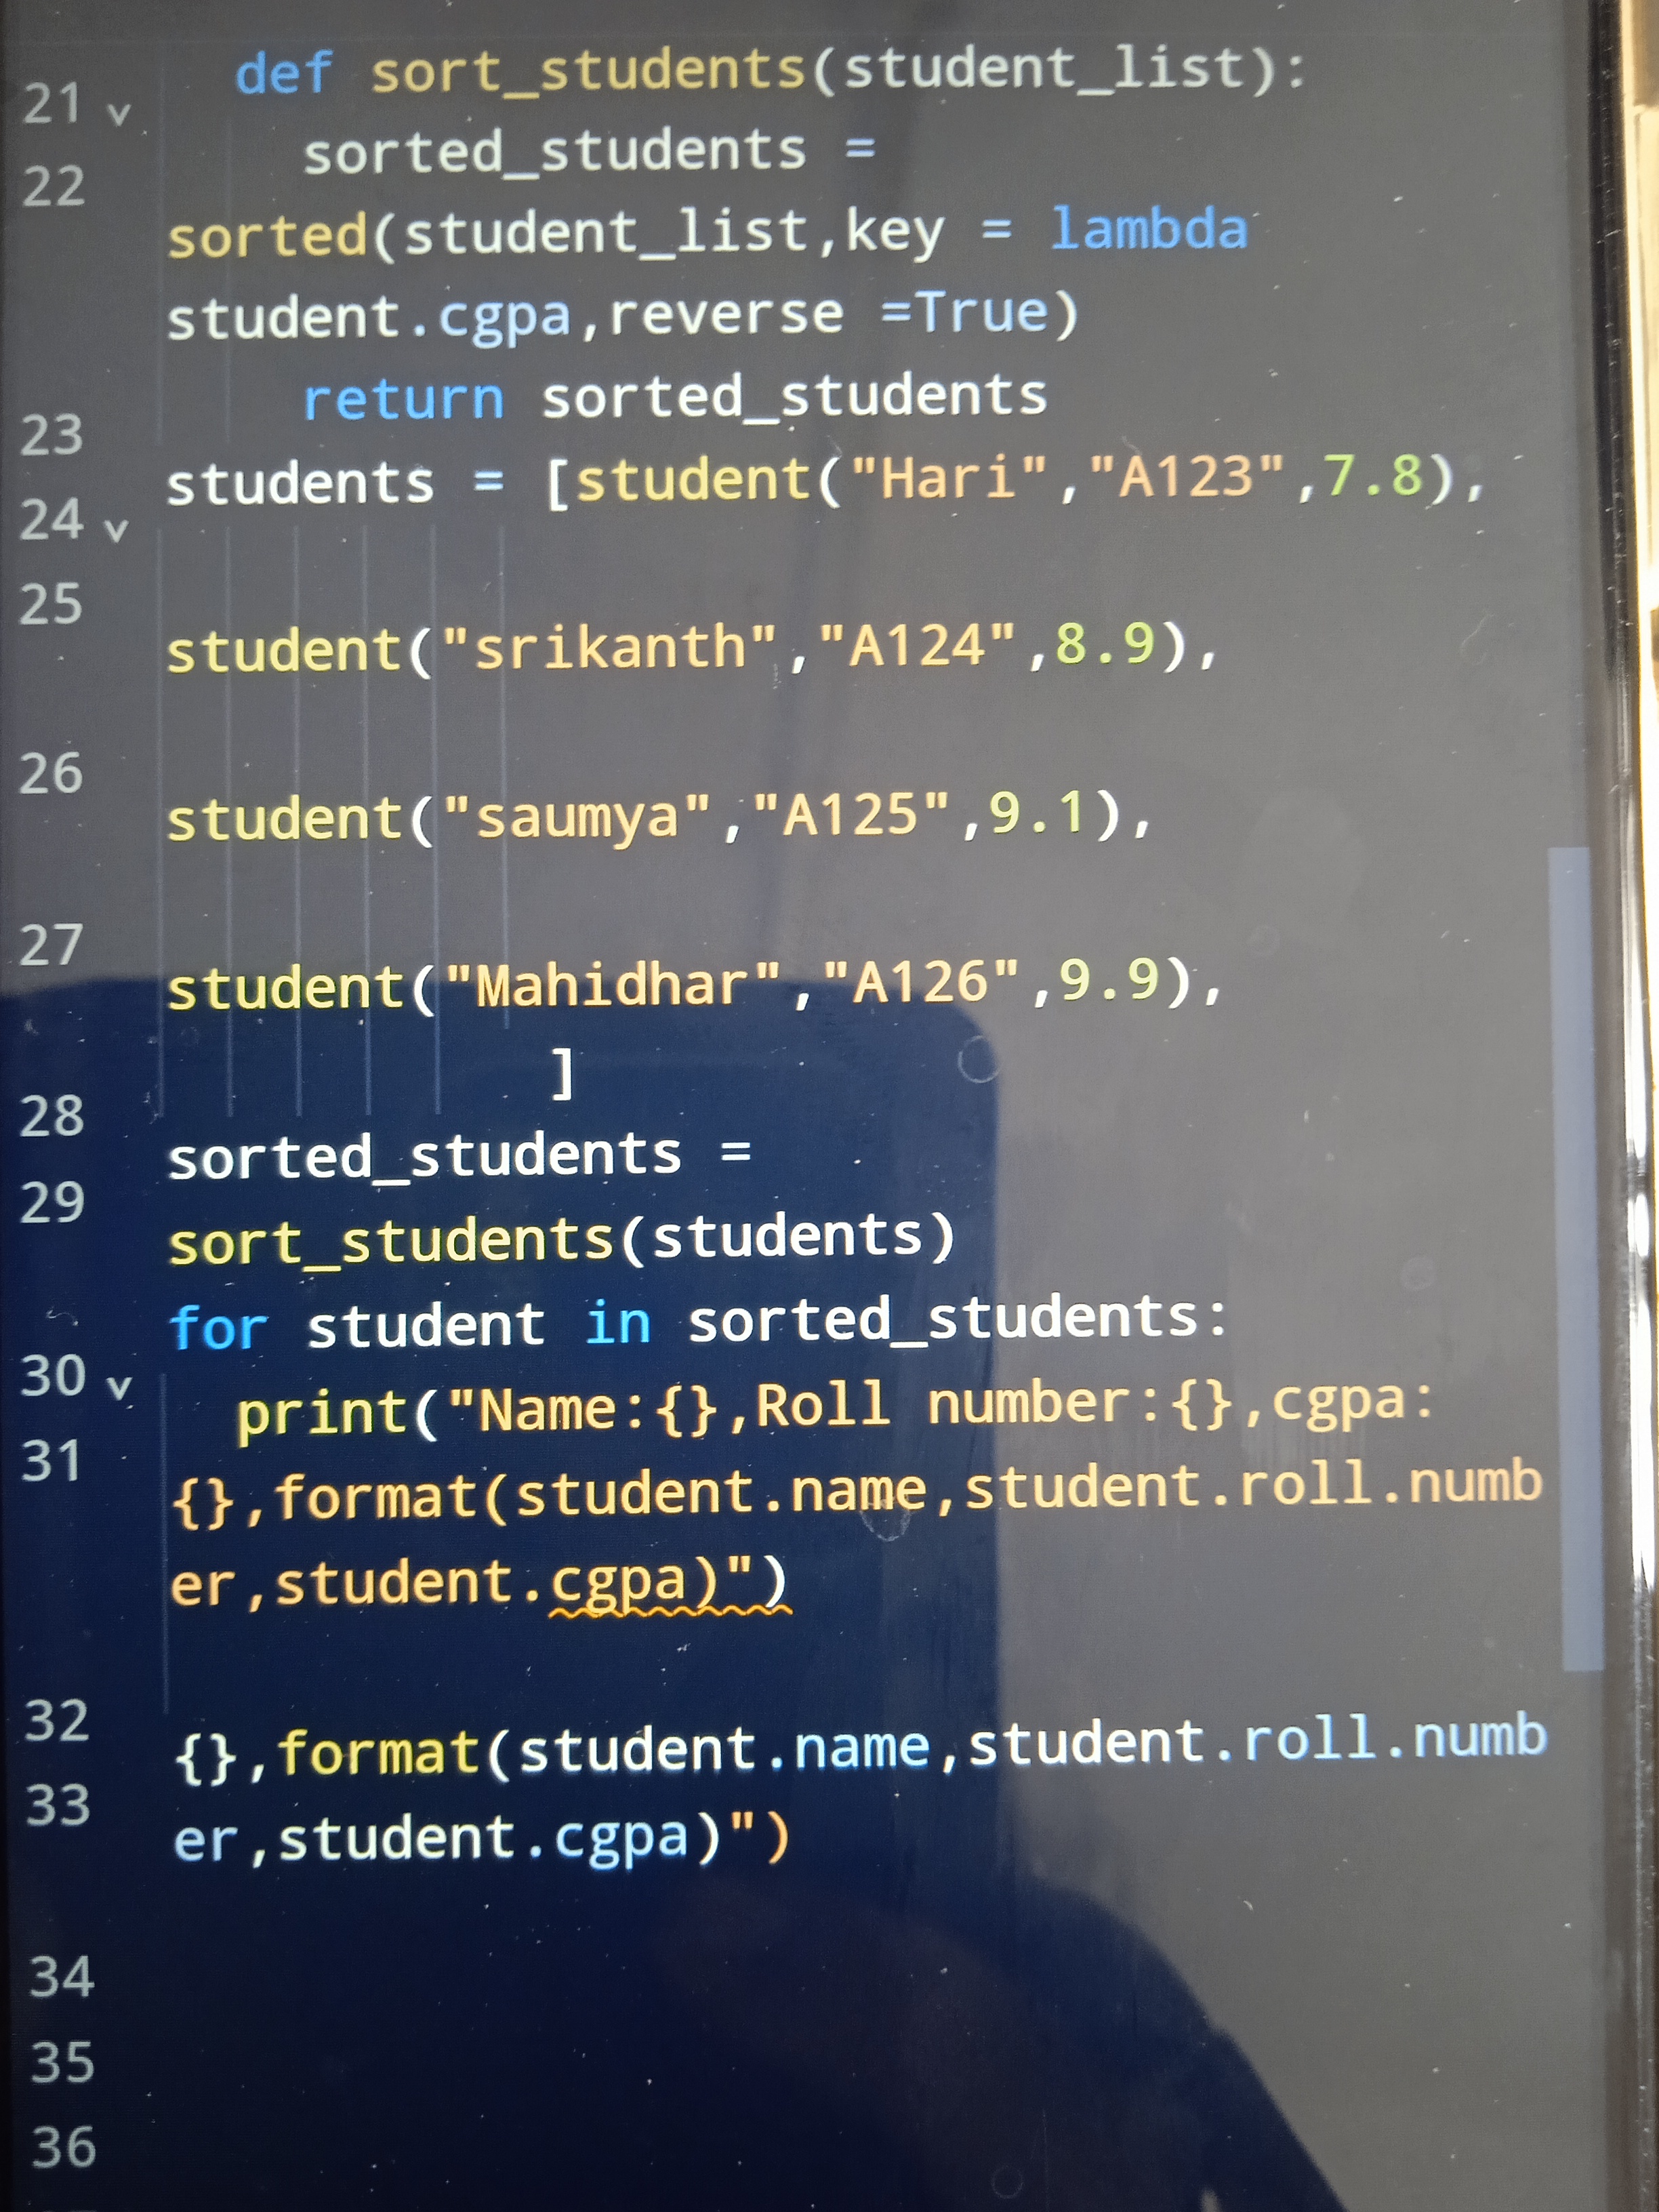 21 v def sort_students(student_list):
22 sorted_students =
sorted(student_list,key = lambda
student.cgpa,reverse =True)
23 return sorted_students
24 v students = [student("Hari","A123",7.8),
25
student("srikanth","A124",8.9),
26
student("saumya","A125",9.1),
27
student("Mahidhar","A126",9.9),
28 ]
29 sorted_students =
sort_students(students)
30 v for student in sorted_students:
31 print("Name:{},Roll number:{},cgpa:
{},format(student.name,student.roll.numb
er,student.cgpa)")
32
33 {},format(student.name,student.roll.numb
er,student.cgpa)")
34
35
36